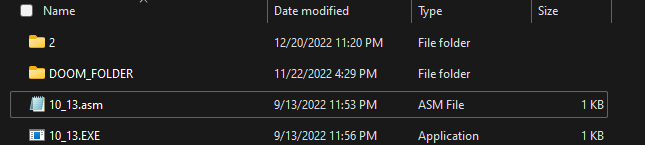 Name Date modified Type Size
2 12/20/2022 11:20 PM File folder
DOOM_FOLDER 11/22/2022 4:29 PM File folder
10_13.asm 9/13/2022 11:53 PM ASM File 1 KB
10_13.EXE 9/13/2022 11:56 PM Application 1 KB